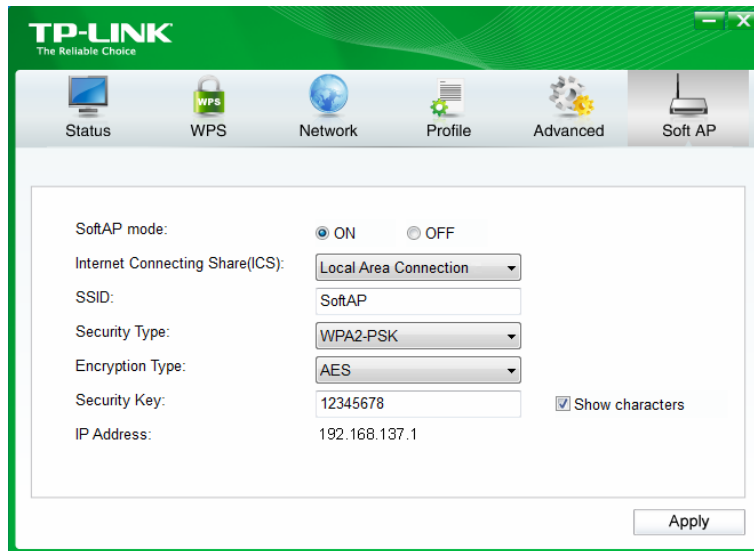 TP-LINK
The Reliable Choice
Status WPS Network Profile Advanced Soft AP
WPS
SoftAP mode: ON OFF
Internet Connecting Share(ICS): Local Area Connection
SSID: SoftAP
Security Type: WPA2-PSK
Encryption Type: AES
Security Key: 12345678 Show characters
IP Address: 192.168.137.1
Apply